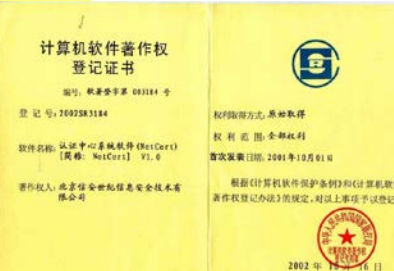 计算机软件著作权
登记证书
编号:软著登字第 003184 号
登 记 号:2002SR3184
软件名称:认证中心系统软件(NetCert)
[简称: NetCert] V1.0
著作权人:北京信安世纪信息安全技术有
限公司
权利取得方式:原始取得
权 利 范 围:全部权利
首次发表日期:2001年10月01日
根据《计算机软件保护条例》和《计算机软
著作权登记办法》的规定,对以上事项予以登记
2002 年
16 日